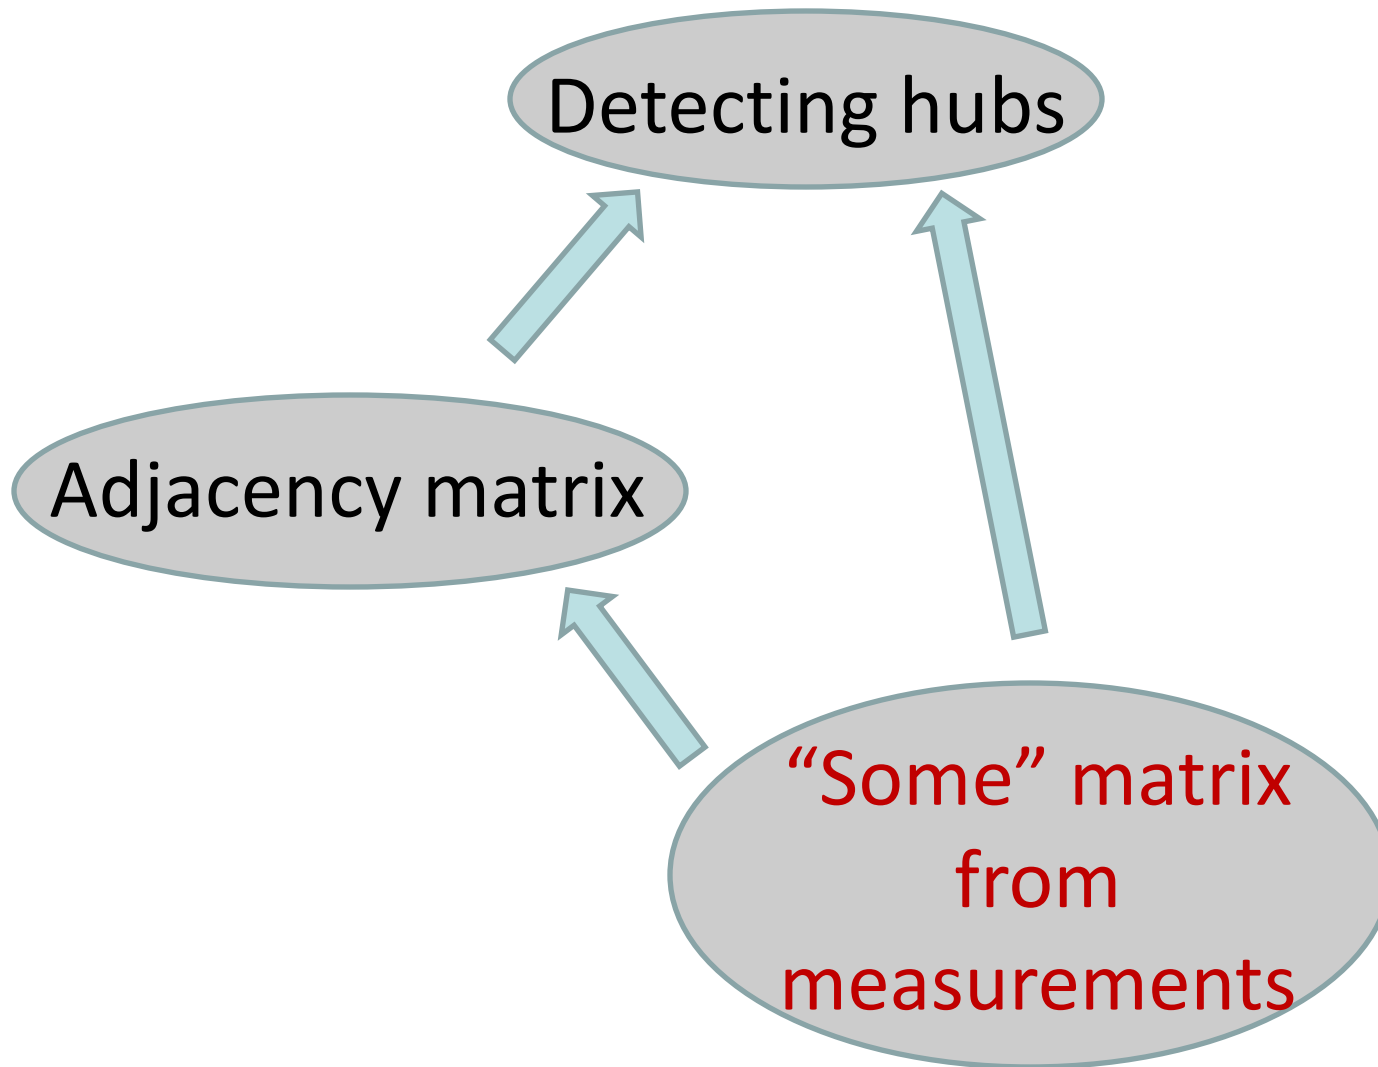 Detecting hubs
Adjacency matrix
“Some” matrix
from
measurements